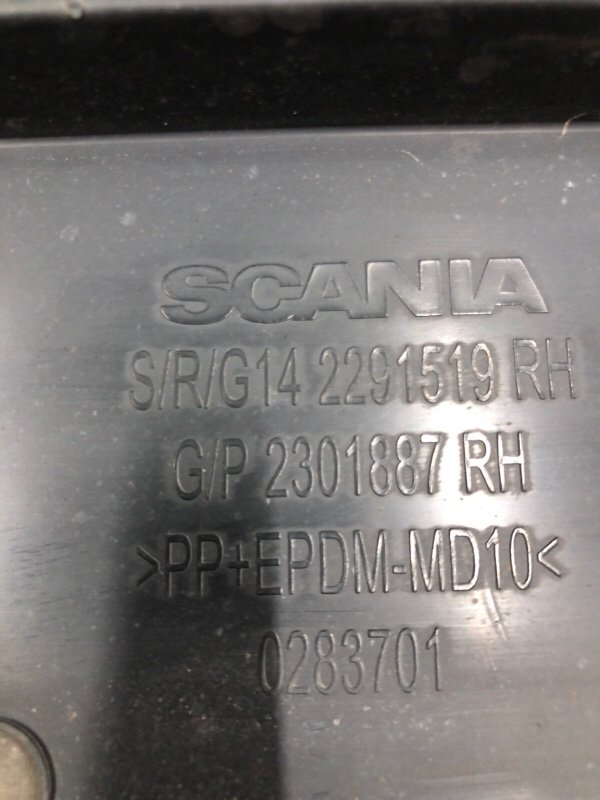 SCANIA
S/R/G14 2291519 RH
G/P 2301887 RH
>PP+EPDM-MD10<
0283701